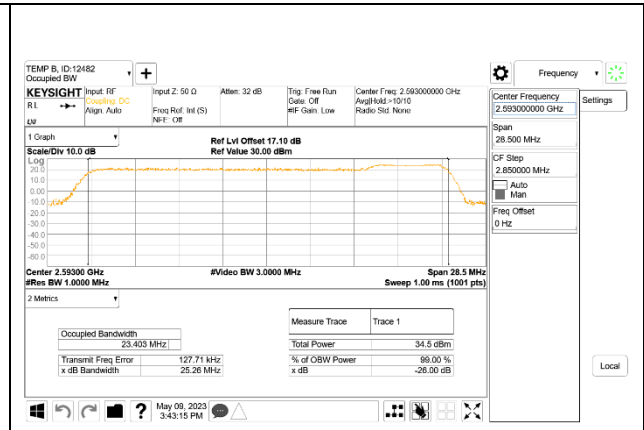 TEMP B, ID:12482
Occupied BW
Frequency
KEYSIGHT
Input: RF
Input Z: 50 Ω
Atten: 32 dB
Trig: Free Run
Center Freq: 2.593000000 GHz
R L
Coupling: DC
Gate: Off
Avg|Hold:>10/10
Align: Auto
Freq Ref: Int (S)
#IF Gain: Low
Radio Std: None
NFE: Off
Center Frequency
2.593000000 GHz
Settings
Span
28.500 MHz
CF Step
2.850000 MHz
Auto
Man
Freq Offset
0 Hz
1 Graph
Ref Lvl Offset 17.10 dB
Scale/Div 10.0 dB
Ref Value 30.00 dBm
Log
20.0
10.0
0.00
-10.0
-20.0
-30.0
-40.0
-50.0
-60.0
Center 2.59300 GHz
#Video BW 3.0000 MHz
Span 28.5 MHz
#Res BW 1.0000 MHz
Sweep 1.00 ms (1001 pts)
2 Metrics
Measure Trace
Trace 1
Occupied Bandwidth
23.403 MHz
Total Power
34.5 dBm
Transmit Freq Error
127.71 kHz
% of OBW Power
99.00 %
x dB Bandwidth
25.26 MHz
x dB
-26.00 dB
Local
May 09, 2023
3:43:15 PM